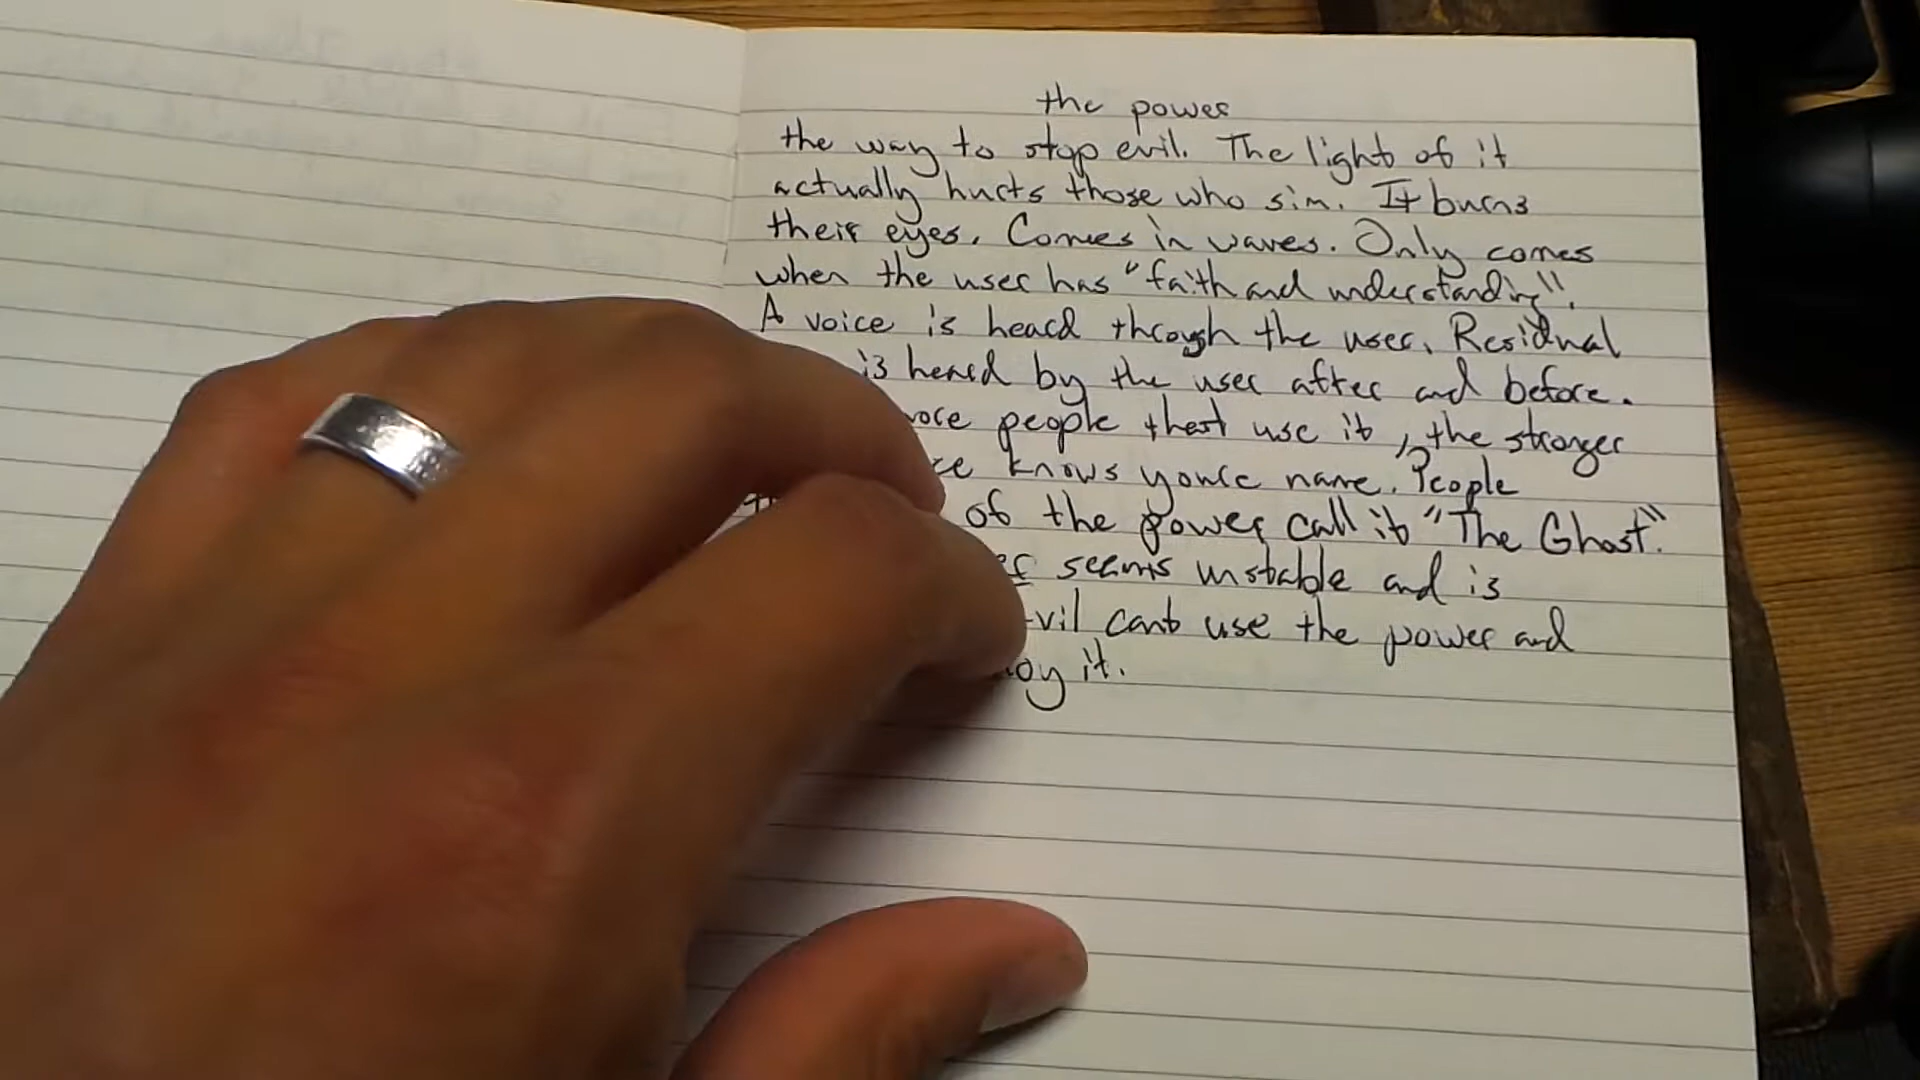 the power
the way to stop evil. The light of it
actually hurts those who sin. It burns
their eyes. Comes in waves. Only comes
when the user has "faith and understanding".
A voice is heard through the user. Residual
is heard by the user after and before.
people that use it, the stronger
knows youre name. People
of the power call it "The Ghost".
seems unstable and is
cant use the power and
it.